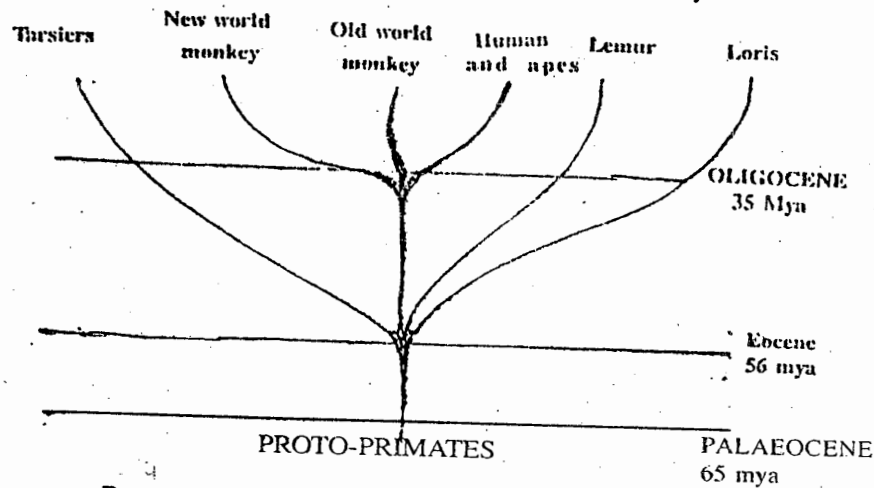 Tarsiers
New world
monkey
Old world
monkey
Human
and apes
Lemur
Loris
OLIGOCENE
35 Mya
Eocene
56 mya
PROTO-PRIMATES
PALAEOCENE
65 mya